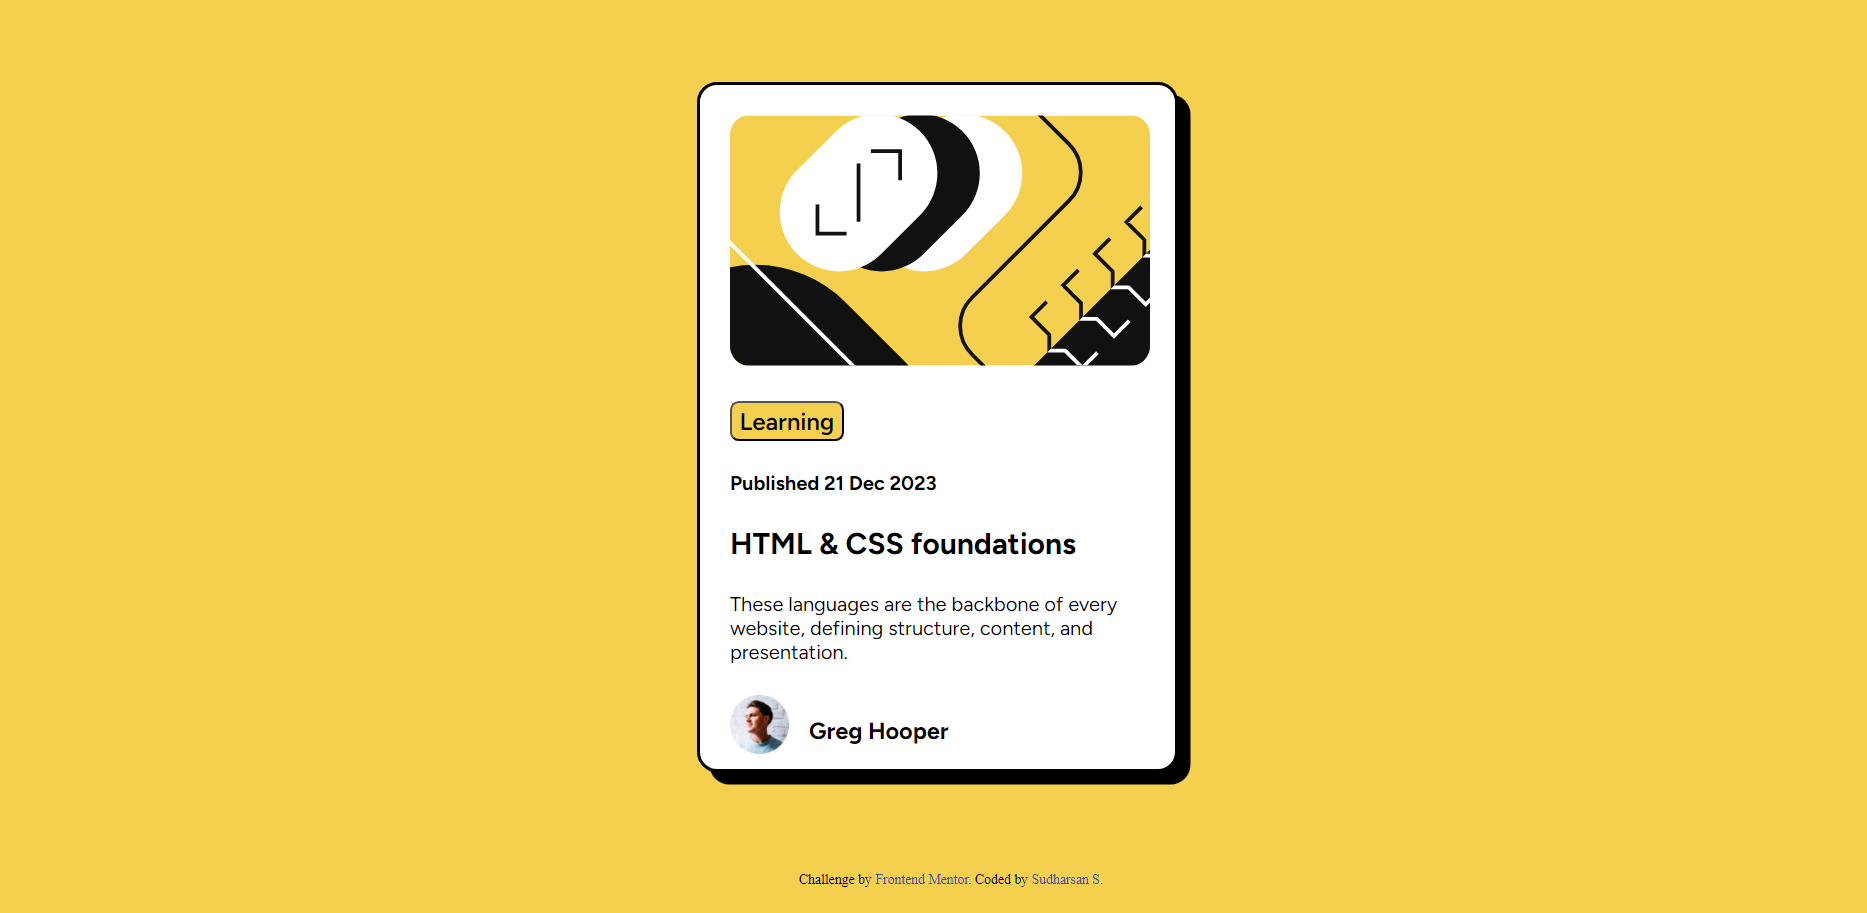 Learning
Published 21 Dec 2023
HTML & CSS foundations
These languages are the backbone of every
website, defining structure, content, and
presentation.
Greg Hooper
Challenge by Frontend Mentor. Coded by Sudharsan S.